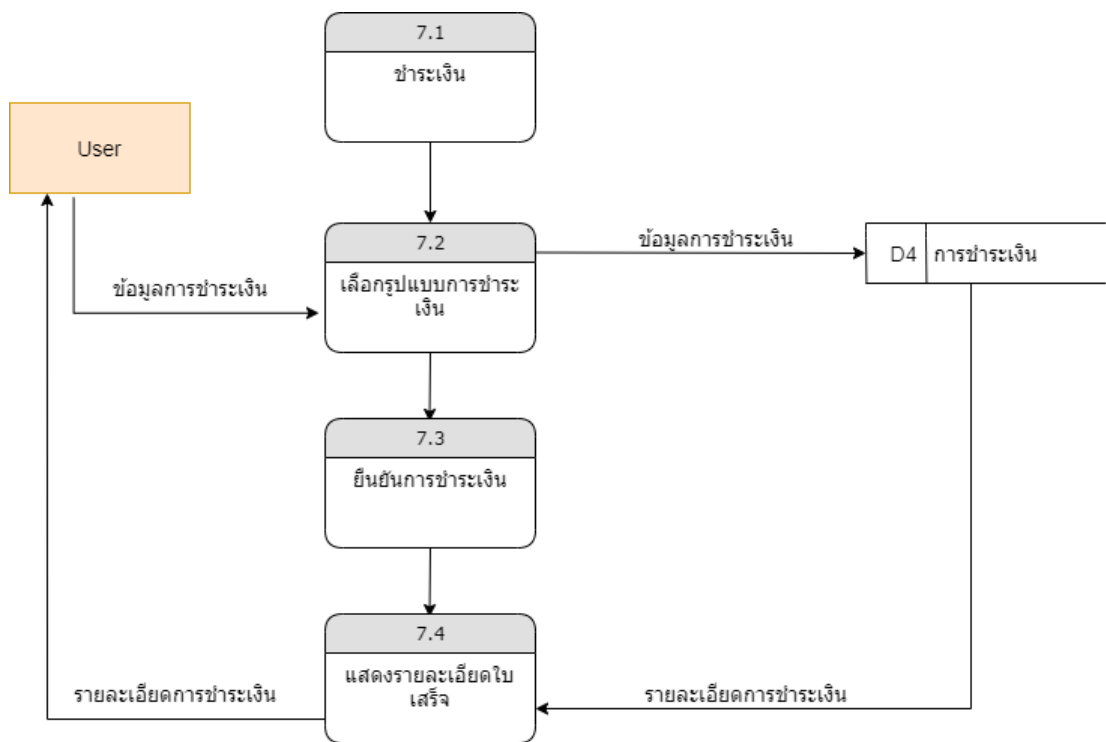 7.1
ชำระเงิน
User
7.2
เลือกรูปแบบการชำระ
เงิน
ข้อมูลการชำระเงิน
D4
การชำระเงิน
ข้อมูลการชำระเงิน
7.3
ยืนยันการชำระเงิน
7.4
แสดงรายละเอียดใบ
เสร็จ
รายละเอียดการชำระเงิน
รายละเอียดการชำระเงิน